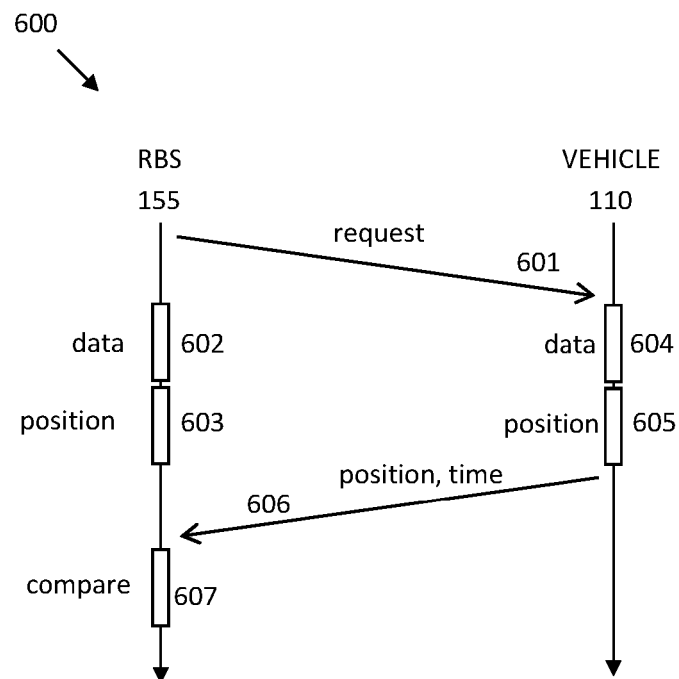 600
RBS
VEHICLE
155
110
request
601
data
602
data
604
position
603
position
605
position, time
606
compare
607